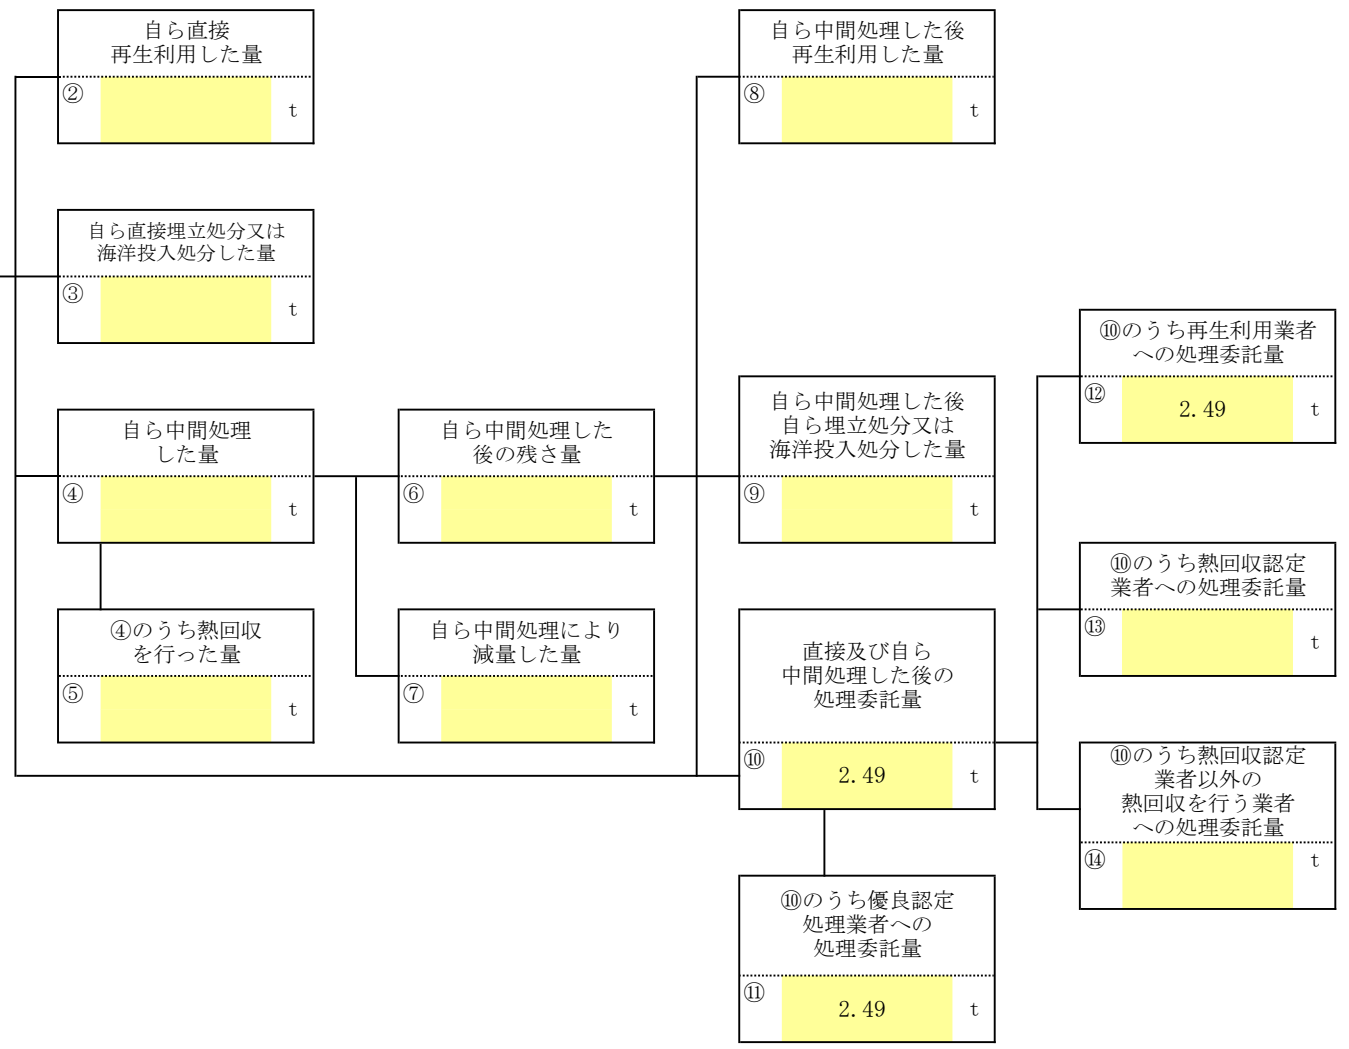 自ら直接
再生利用した量
②
t
自ら中間処理した後
再生利用した量
⑧
t
自ら直接埋立処分又は
海洋投入処分した量
③
t
⑩のうち再生利用業者
への処理委託量
⑫
2.49
t
自ら中間処理
した量
④
t
自ら中間処理した
後の残さ量
⑥
t
自ら中間処理した後
自ら埋立処分又は
海洋投入処分した量
⑨
t
⑩のうち熱回収認定
業者への処理委託量
⑬
t
④のうち熱回収
を行った量
⑤
t
自ら中間処理により
減量した量
⑦
t
直接及び自ら
中間処理した後の
処理委託量
⑩
2.49
t
⑩のうち熱回収認定
業者以外の
熱回収を行う業者
への処理委託量
⑭
t
⑩のうち優良認定
処理業者への
処理委託量
⑪
2.49
t